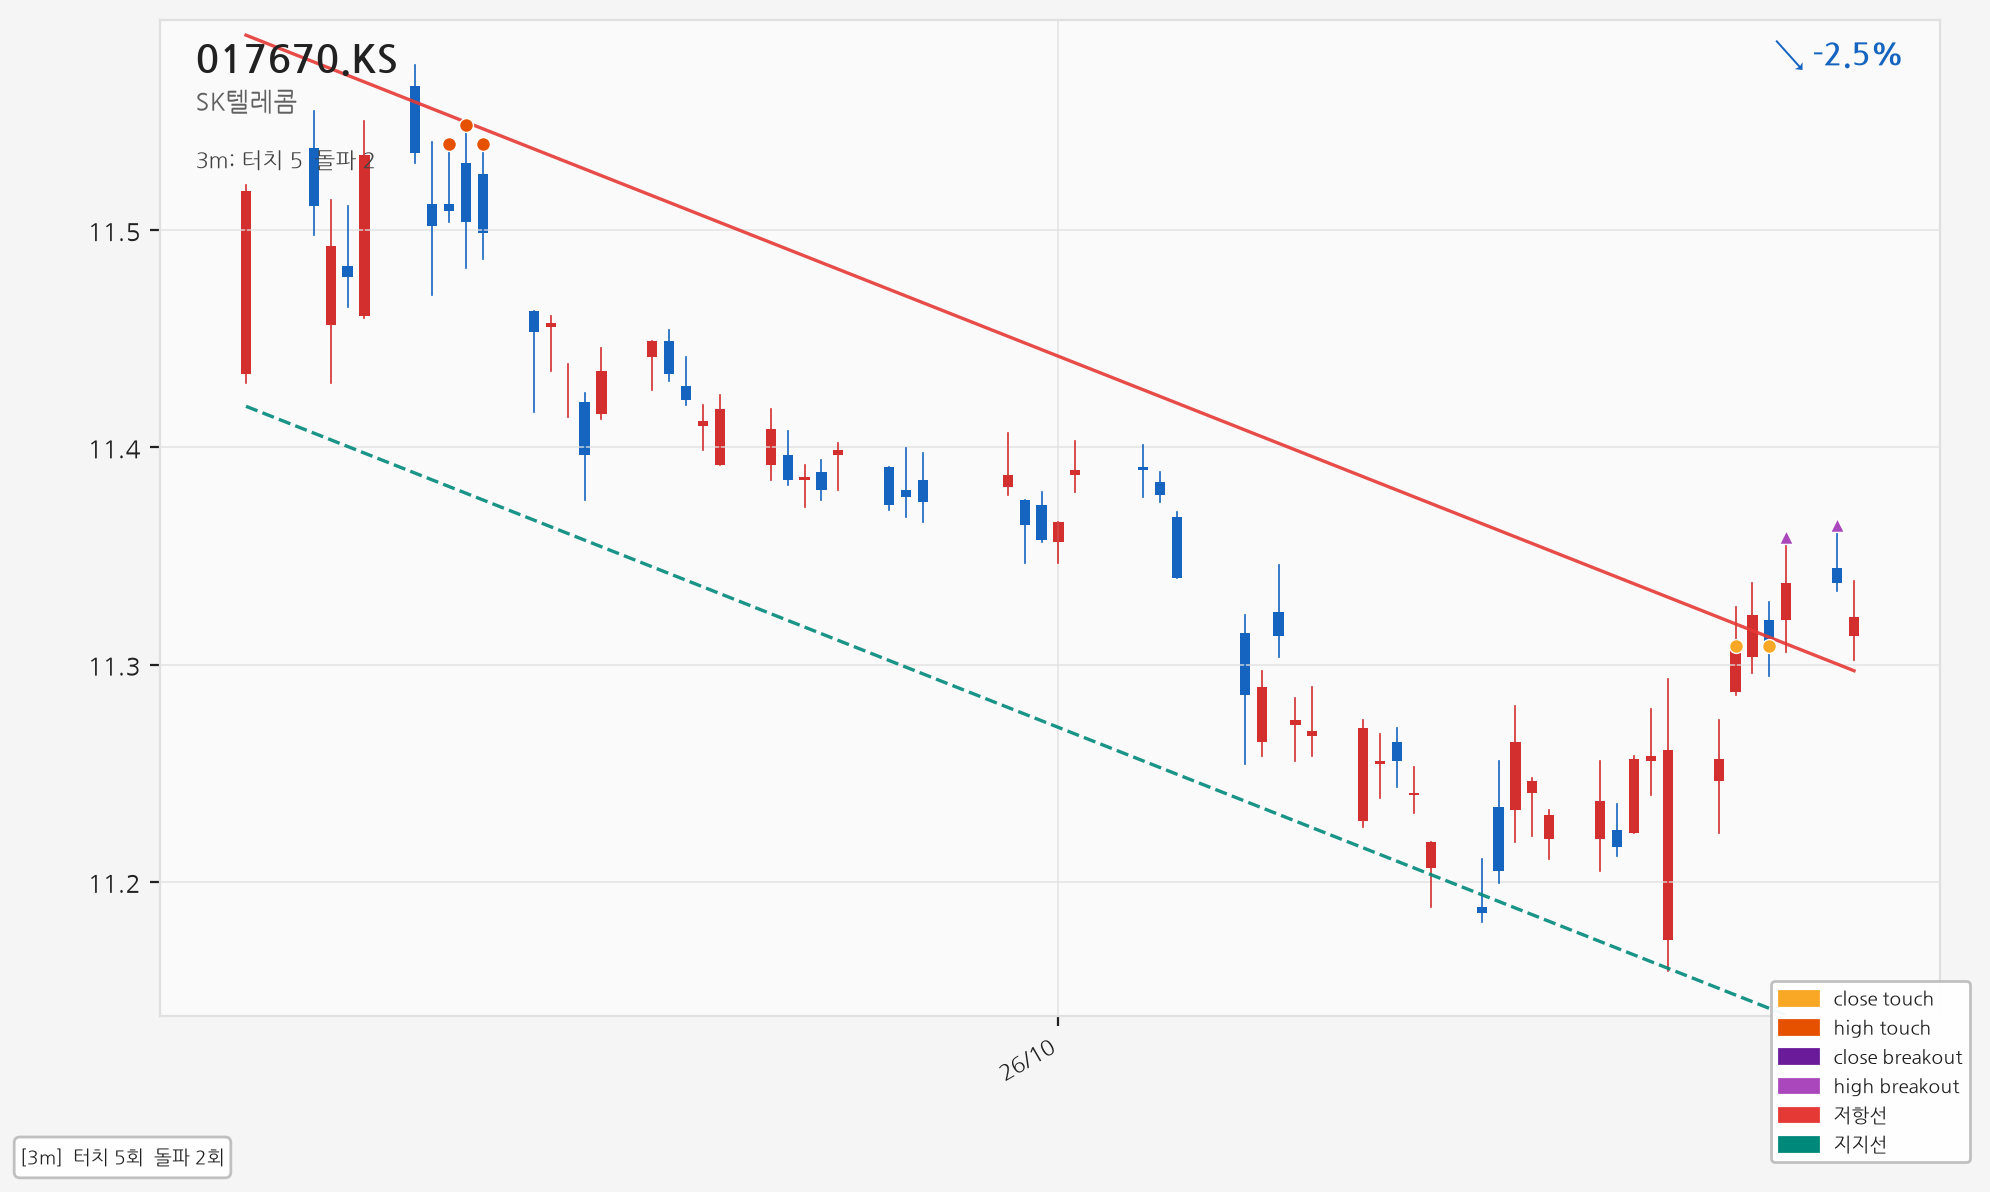 017670.KS
SK텔레콤
3m: 터치 5 돌파 2
-2.5%
11.5
11.4
11.3
11.2
26/10
close touch
high touch
close breakout
high breakout
저항선
지지선
[3m] 터치 5회 돌파 2회